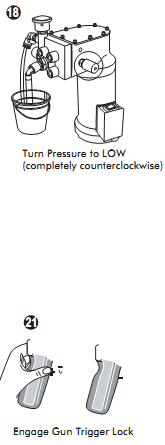 18
Turn Pressure to LOW
(completely counterclockwise)
21
Engage Gun Trigger Lock